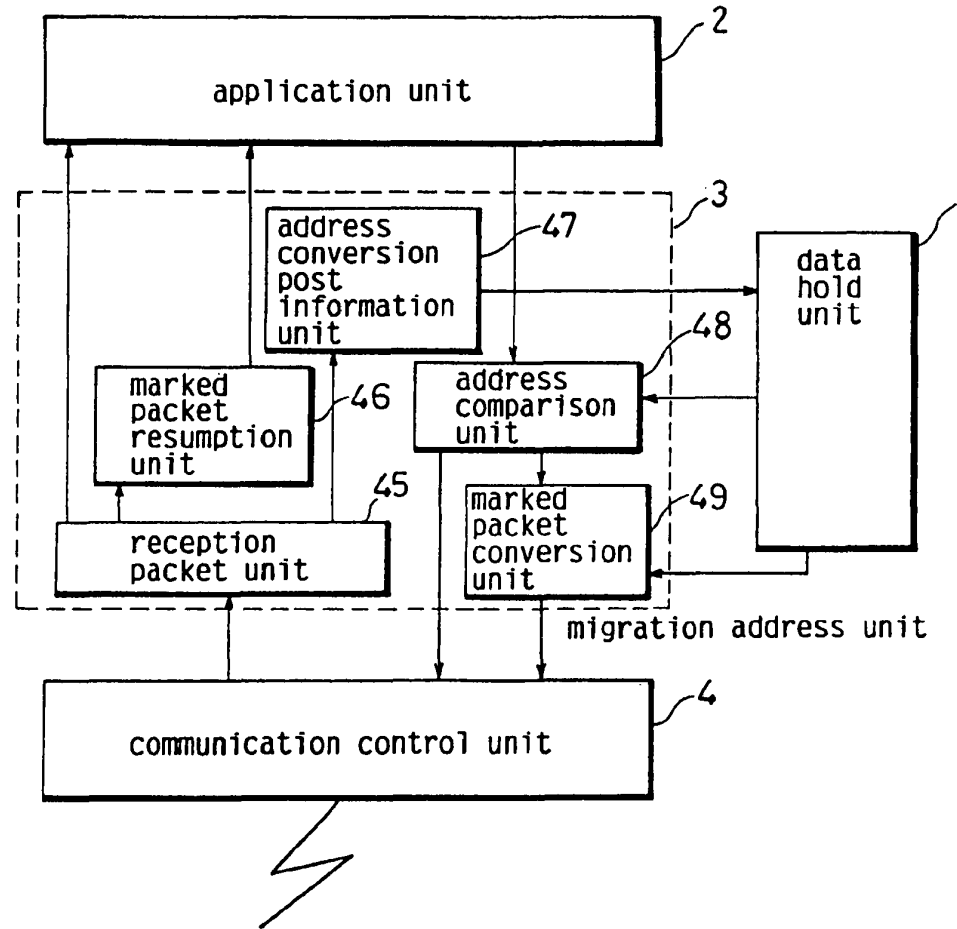 2
application unit
3
address
conversion
post
information
unit
47
data
hold
unit
48
address
comparison
unit
marked
packet
resumption
unit
46
45
reception
packet unit
marked
packet
conversion
unit
49
migration address unit
4
communication control unit